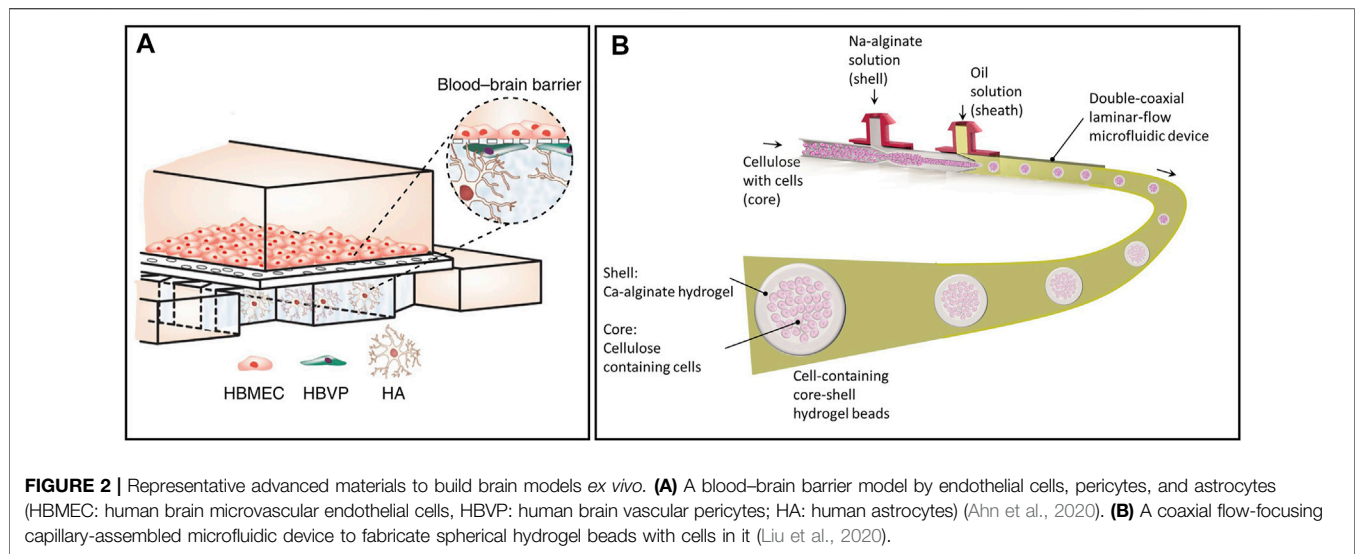 A
Blood–brain barrier
HBMEC
HBVP
HA
B
Na-alginate
solution
(shell)
Oil
solution
(sheath)
Double-coaxial
laminar-flow
microfluidic device
Cellulose
with cells
(core)
Shell:
Ca-alginate hydrogel
Core:
Cellulose
containing cells
Cell-containing
core-shell
hydrogel beads
FIGURE 2 | Representative advanced materials to build brain models ex vivo. (A) A blood–brain barrier model by endothelial cells, pericytes, and astrocytes
(HBMEC: human brain microvascular endothelial cells, HBVP: human brain vascular pericytes; HA: human astrocytes) (Ahn et al., 2020). (B) A coaxial flow-focusing
capillary-assembled microfluidic device to fabricate spherical hydrogel beads with cells in it (Liu et al., 2020).